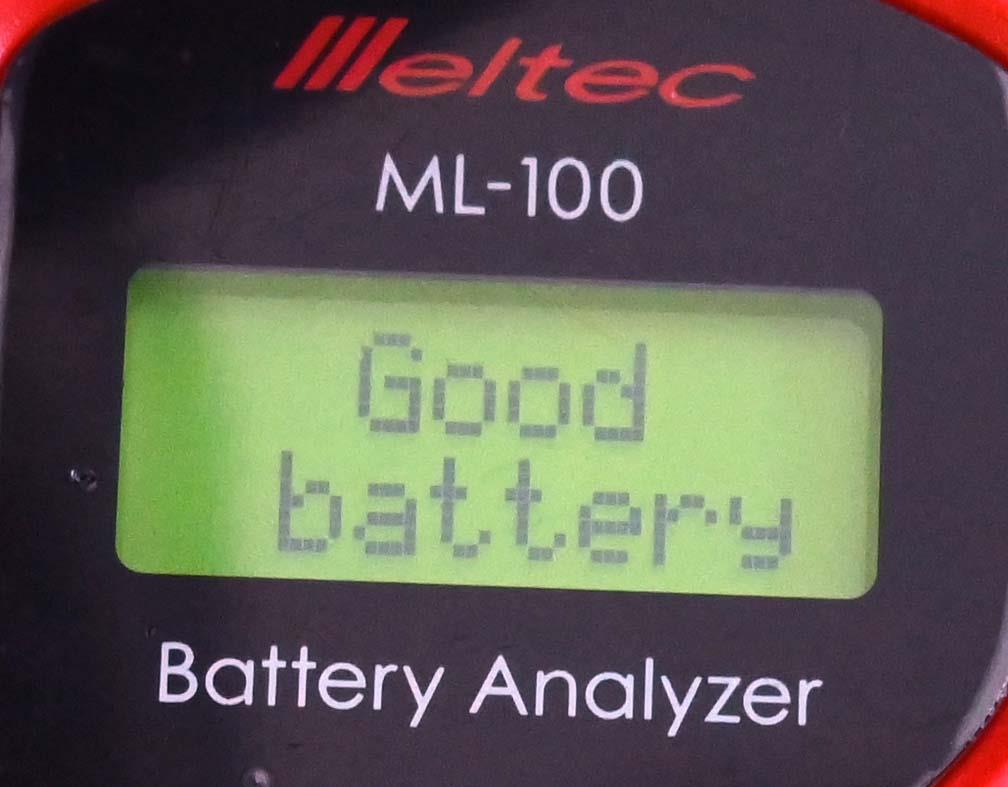 Meltec
ML-100
Good
battery
Battery Analyzer